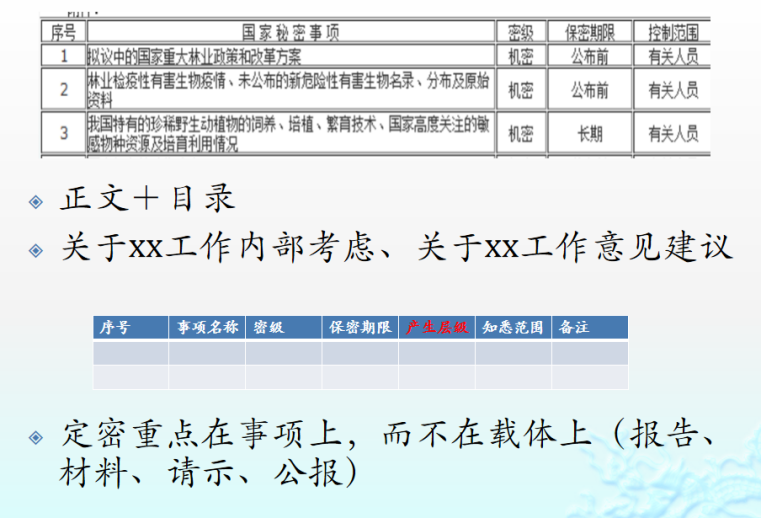 附件：
序号 国家秘密事项 密级 保密期限 控制范围
1 拟议中的国家重大林业政策和改革方案 机密 公布前 有关人员
2 林业检疫性有害生物疫情、未公布的新危险性有害生物名录、分布及原始
资料 机密 公布前 有关人员
3 我国特有的珍稀野生动植物的饲养、培植、繁育技术、国家高度关注的敏
感物种资源及培育利用情况 机密 长期 有关人员
正文＋目录
关于xx工作内部考虑、关于xx工作意见建议
序号 事项名称 密级 保密期限 产生层级 知悉范围 备注
定密重点在事项上，而不在载体上（报告、
材料、请示、公报）